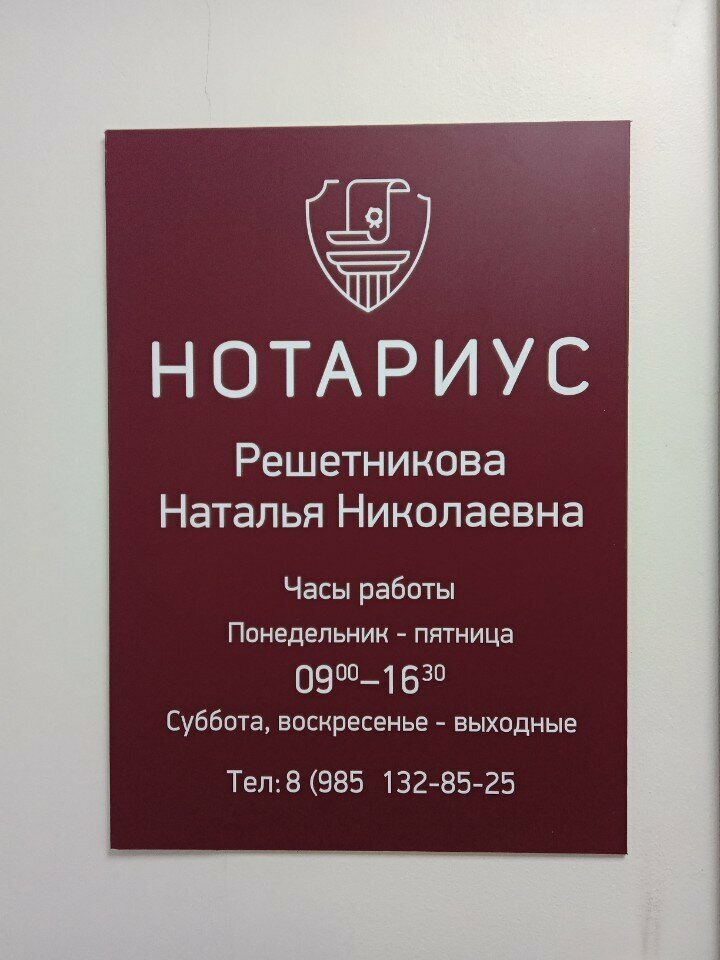 НОТАРИУС
Решетникова
Наталья Николаевна
Часы работы
Понедельник - пятница
09⁰⁰–16³⁰
Суббота, воскресенье - выходные
Тел: 8 (985 132-85-25